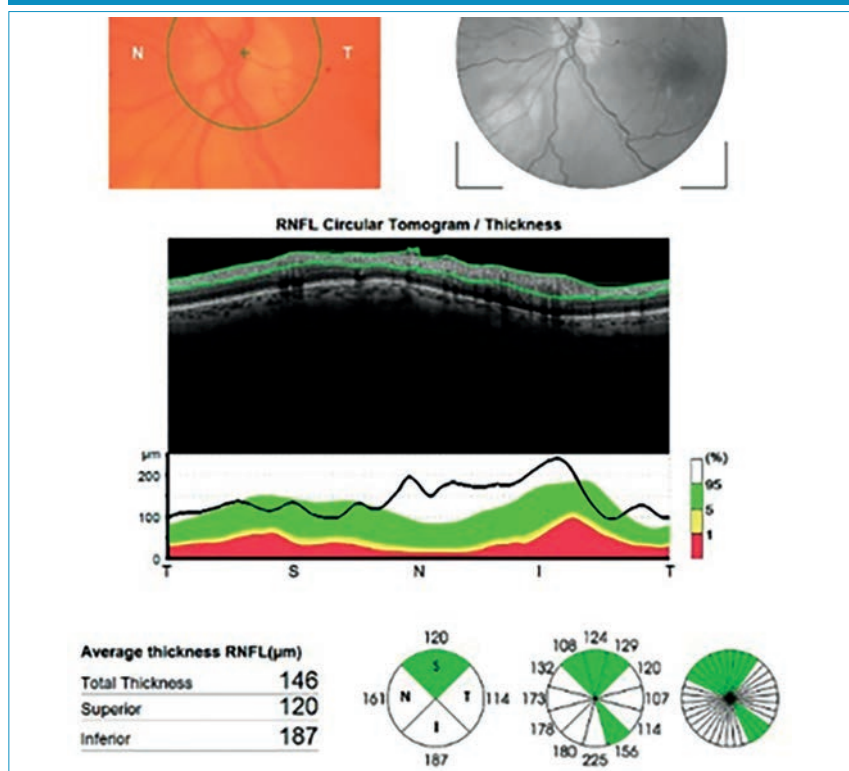 N T
RNFL Circular Tomogram / Thickness
µm
200
100
0
T S N I T
(%)
95
5
1
Average thickness RNFL(µm)
Total Thickness 146
Superior 120
Inferior 187
120
S
161 N T 114
I
187
124
108 129
132 120
173 107
178 114
180 156
225